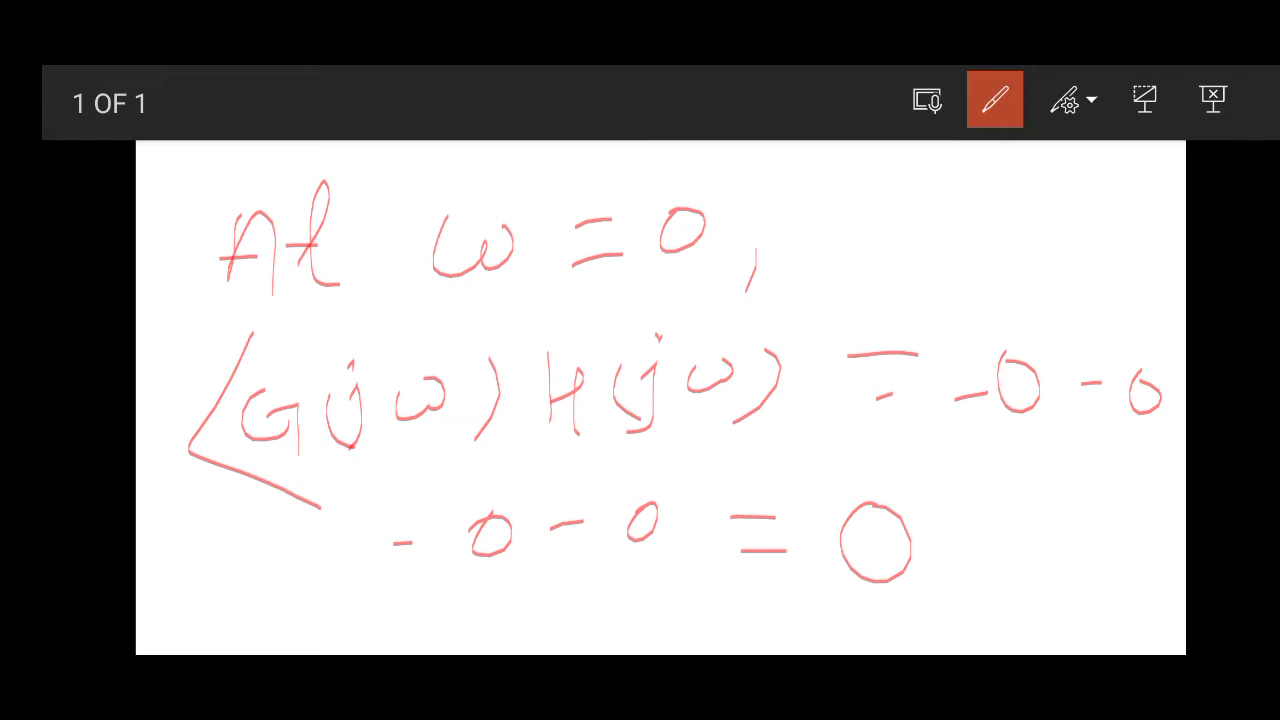 1 OF 1
At ω = 0,
∠G(jω) H(jω) = -0 - 0
- 0 - 0 = 0